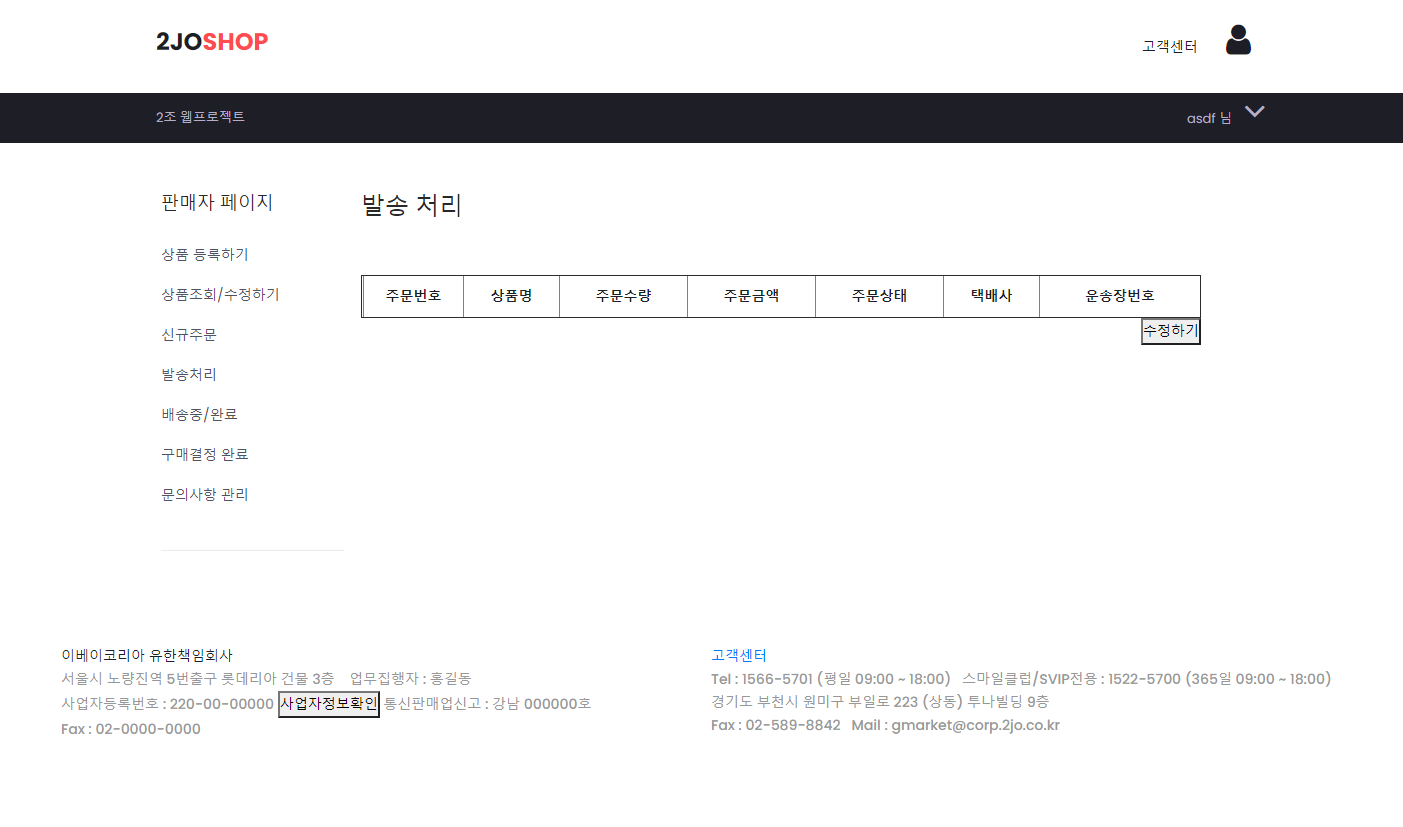 2JOSHOP
고객센터
2조 웹프로젝트
asdf 님
판매자 페이지
상품 등록하기
상품조회/수정하기
신규주문
발송처리
배송중/완료
구매결정 완료
문의사항 관리
발송 처리
주문번호 상품명 주문수량 주문금액 주문상태 택배사 운송장번호
수정하기
이베이코리아 유한책임회사
서울시 노량진역 5번출구 롯데리아 건물 3층 업무집행자 : 홍길동
사업자등록번호 : 220-00-00000 사업자정보확인 통신판매업신고 : 강남 000000호
Fax : 02-0000-0000
고객센터
Tel : 1566-5701 (평일 09:00 ~ 18:00) 스마일클럽/SVIP전용 : 1522-5700 (365일 09:00 ~ 18:00)
경기도 부천시 원미구 부일로 223 (상동) 투나빌딩 9층
Fax : 02-589-8842 Mail : gmarket@corp.2jo.co.kr